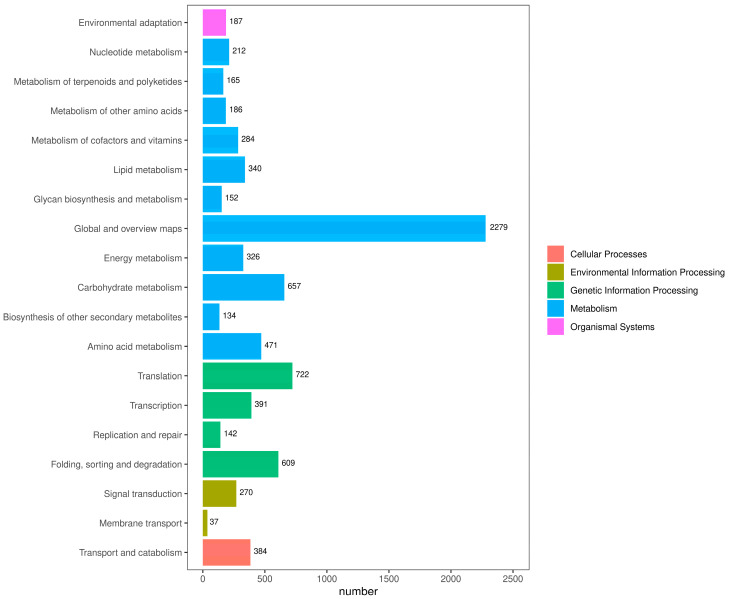 Environmental adaptation 187
Nucleotide metabolism 212
Metabolism of terpenoids and polyketides 165
Metabolism of other amino acids 186
Metabolism of cofactors and vitamins 284
Lipid metabolism 340
Glycan biosynthesis and metabolism 152
Global and overview maps 2279
Energy metabolism 326
Carbohydrate metabolism 657
Biosynthesis of other secondary metabolites 134
Amino acid metabolism 471
Translation 722
Transcription 391
Replication and repair 142
Folding, sorting and degradation 609
Signal transduction 270
Membrane transport 37
Transport and catabolism 384
0 500 1000 1500 2000 2500
number
Cellular Processes
Environmental Information Processing
Genetic Information Processing
Metabolism
Organismal Systems